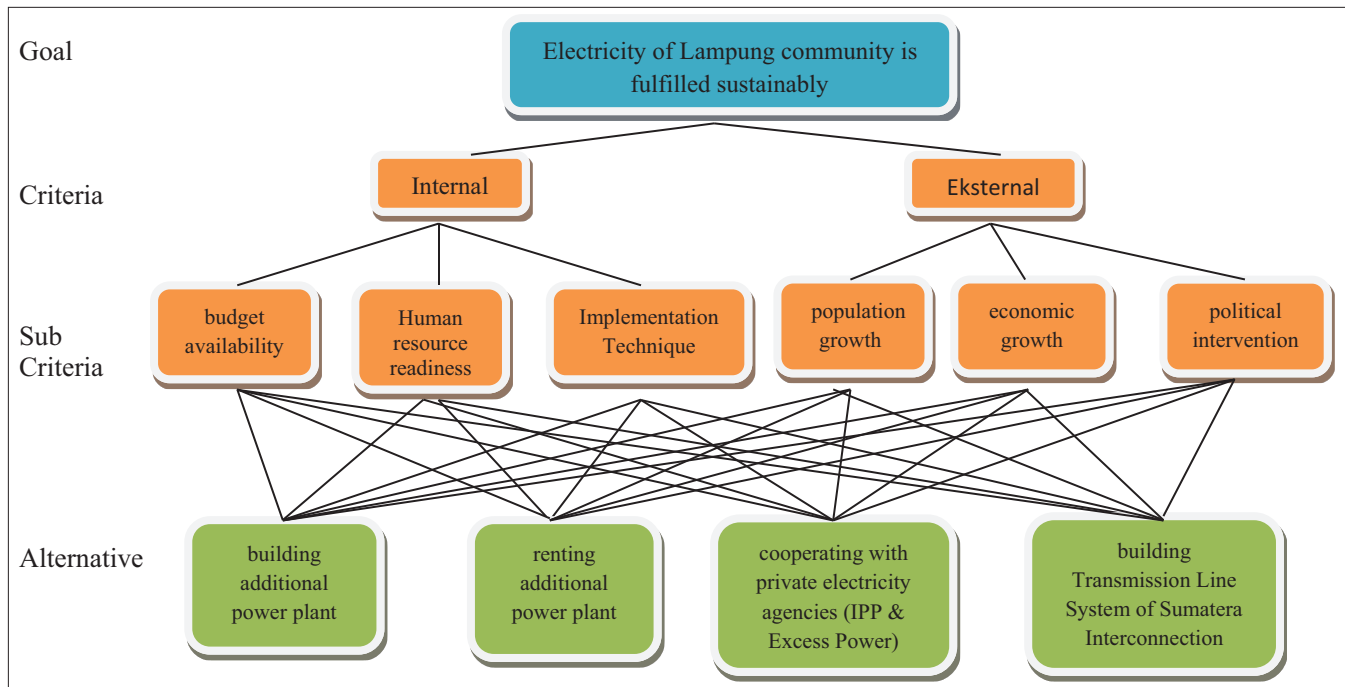 Goal
Electricity of Lampung community is
fulfilled sustainably
Criteria
Internal
Eksternal
Sub
Criteria
budget
availability
Human
resource
readiness
Implementation
Technique
population
growth
economic
growth
political
intervention
Alternative
building
additional
power plant
renting
additional
power plant
cooperating with
private electricity
agencies (IPP &
Excess Power)
building
Transmission Line
System of Sumatera
Interconnection